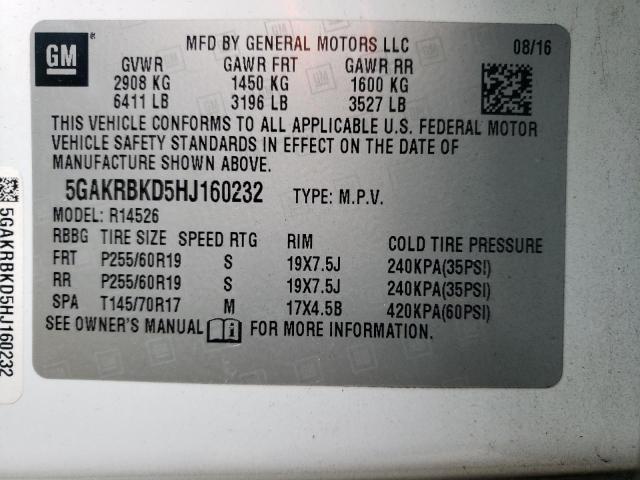 GM
MFD BY GENERAL MOTORS LLC 08/16
GVWR GAWR FRT GAWR RR
2908 KG 1450 KG 1600 KG
6411 LB 3196 LB 3527 LB
THIS VEHICLE CONFORMS TO ALL APPLICABLE U.S. FEDERAL MOTOR
VEHICLE SAFETY STANDARDS IN EFFECT ON THE DATE OF
MANUFACTURE SHOWN ABOVE.
5GAKRBKD5HJ160232 TYPE: M.P.V.
MODEL: R14526
RBBG TIRE SIZE SPEED RTG RIM COLD TIRE PRESSURE
FRT P255/60R19 S 19X7.5J 240KPA(35PSI)
RR P255/60R19 S 19X7.5J 240KPA(35PSI)
SPA T145/70R17 M 17X4.5B 420KPA(60PSI)
SEE OWNER'S MANUAL i FOR MORE INFORMATION.
5GAKRBKD5HJ160232